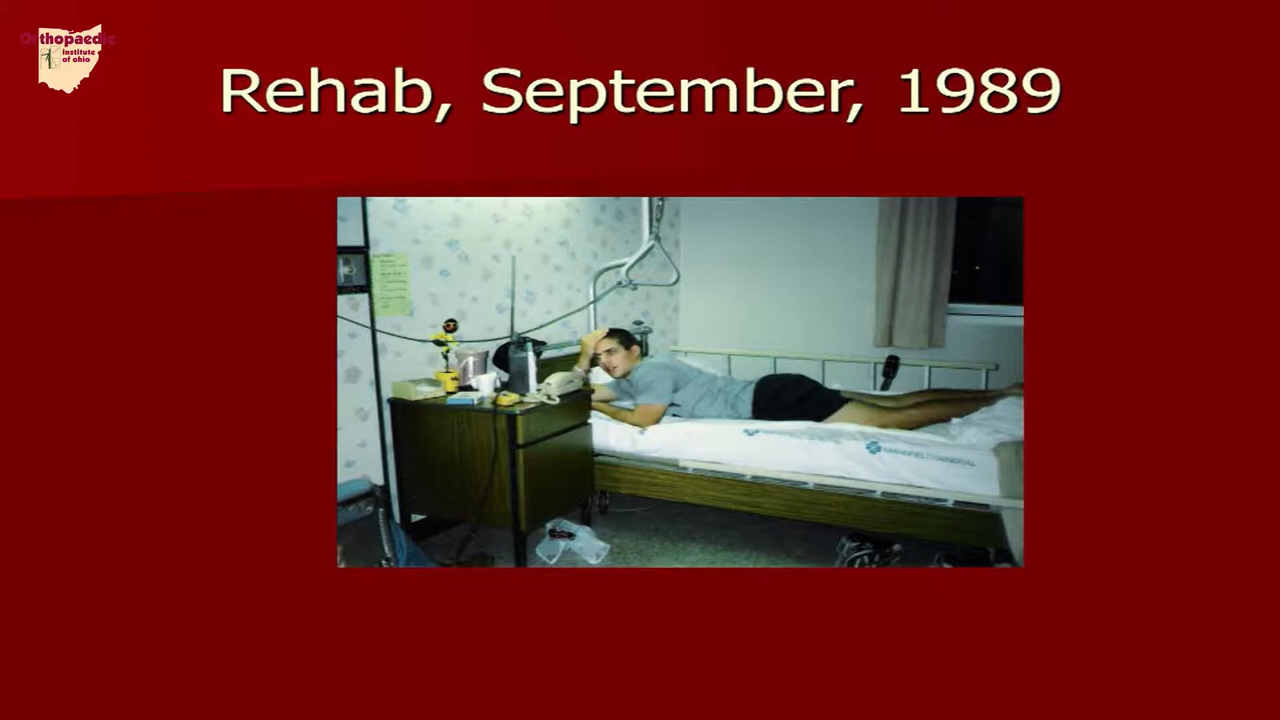 Orthopaedic
Institute
of ohio
Rehab, September, 1989